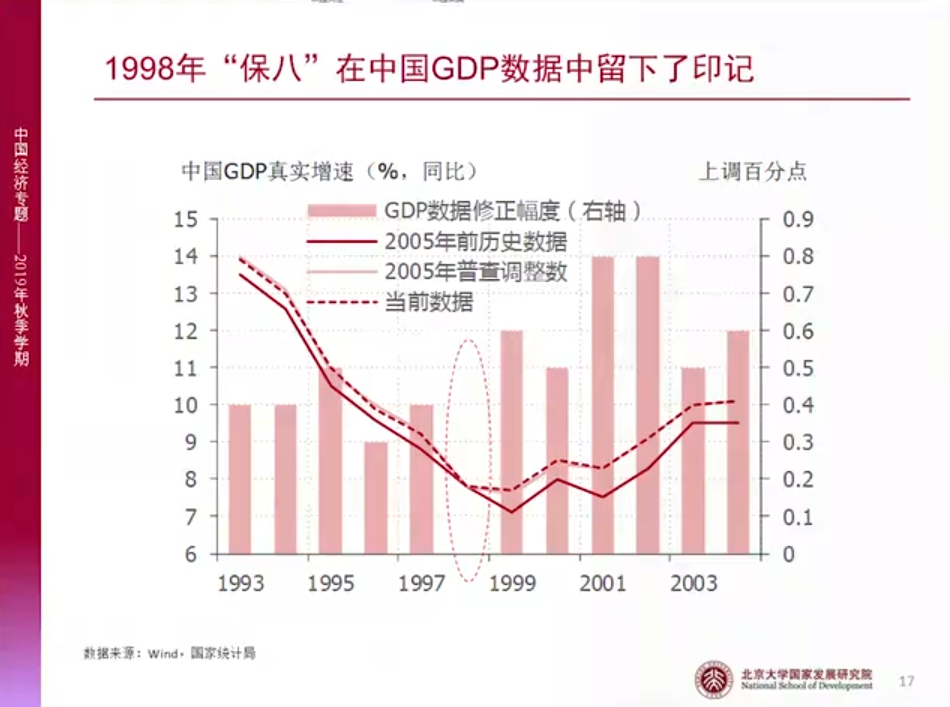 1998年“保八”在中国GDP数据中留下了印记
中国经济专题——2019年秋季学期
中国GDP真实增速（%，同比）
上调百分点
GDP数据修正幅度（右轴）
2005年前历史数据
2005年普查调整数
当前数据
15
14
13
12
11
10
9
8
7
6
0.9
0.8
0.7
0.6
0.5
0.4
0.3
0.2
0.1
0
1993 1995 1997 1999 2001 2003
数据来源：Wind，国家统计局
北京大学国家发展研究院
National School of Development
17